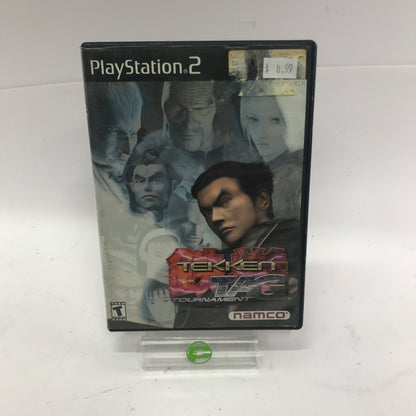 PlayStation 2
$ 8.99
TEKKEN
TAG
TOURNAMENT
T
namco